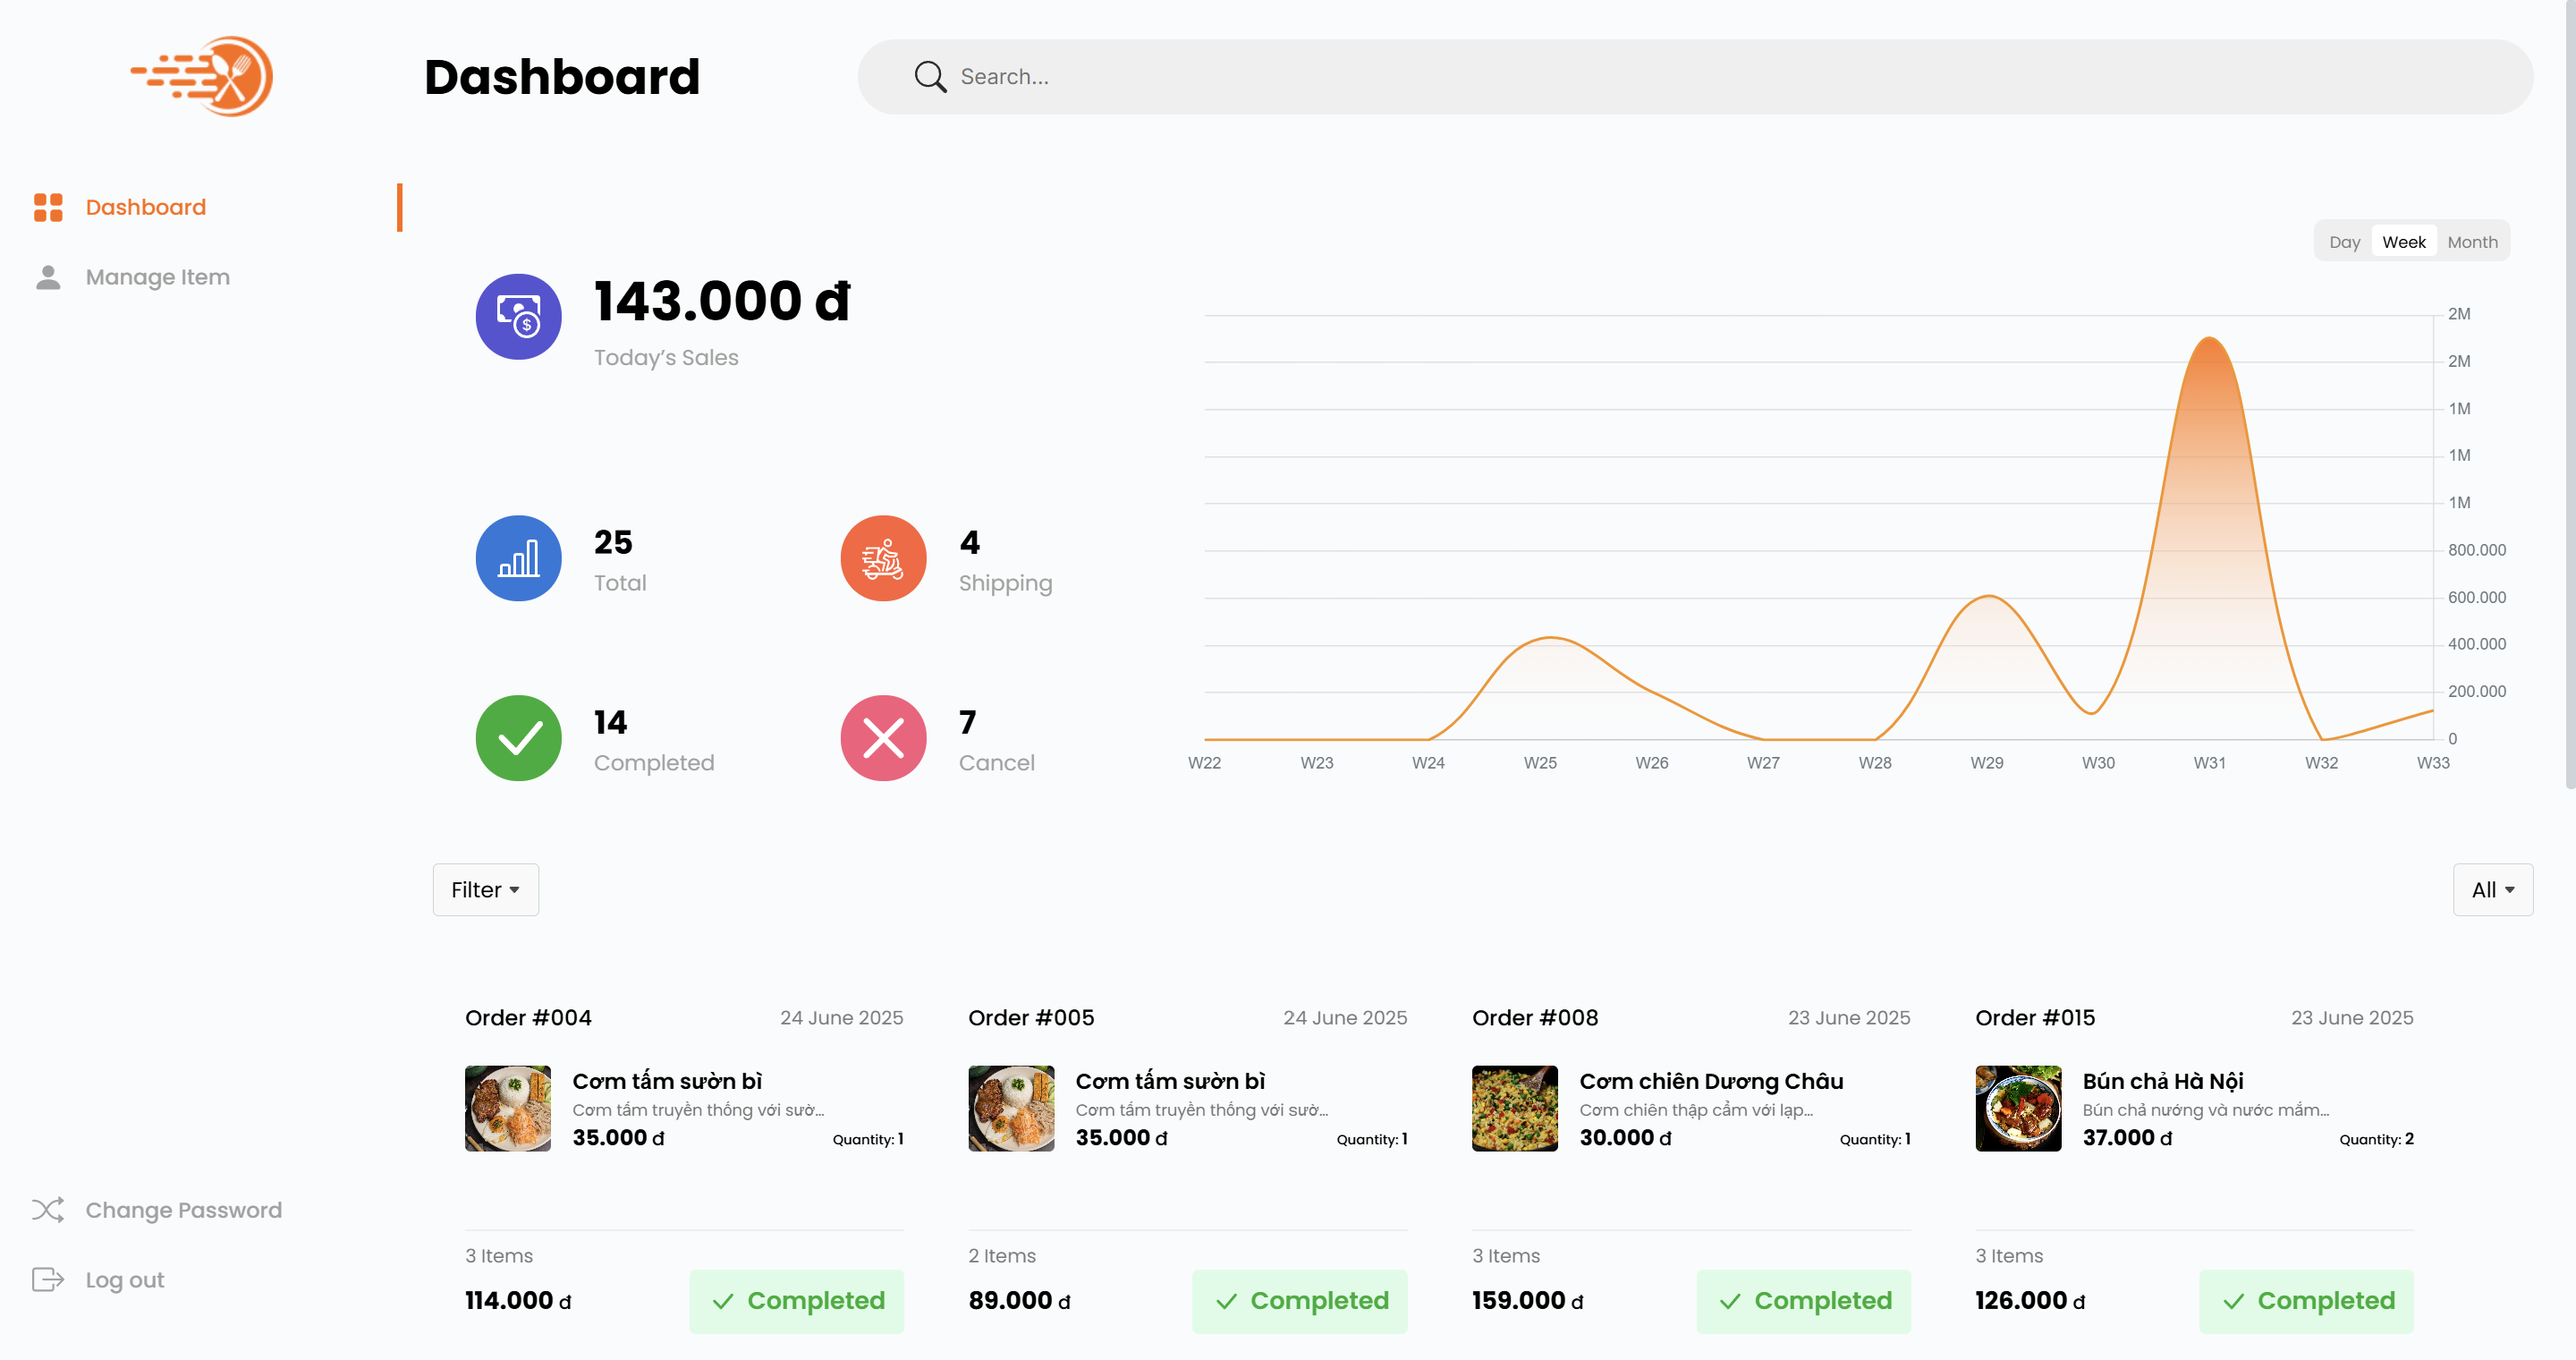 Dashboard
Search...
Dashboard
Manage Item
Change Password
Log out
Day Week Month
143.000 đ
Today's Sales
25
Total
4
Shipping
14
Completed
7
Cancel
2M
2M
1M
1M
1M
800.000
600.000
400.000
200.000
0
W22 W23 W24 W25 W26 W27 W28 W29 W30 W31 W32 W33
Filter
All
Order #004 24 June 2025
Cơm tấm sườn bì
Cơm tấm truyền thống với sườ...
35.000 đ Quantity: 1
3 Items
114.000 đ Completed
Order #005 24 June 2025
Cơm tấm sườn bì
Cơm tấm truyền thống với sườ...
35.000 đ Quantity: 1
2 Items
89.000 đ Completed
Order #008 23 June 2025
Cơm chiên Dương Châu
Cơm chiên thập cẩm với lạp...
30.000 đ Quantity: 1
3 Items
159.000 đ Completed
Order #015 23 June 2025
Bún chả Hà Nội
Bún chả nướng và nước mắm...
37.000 đ Quantity: 2
3 Items
126.000 đ Completed